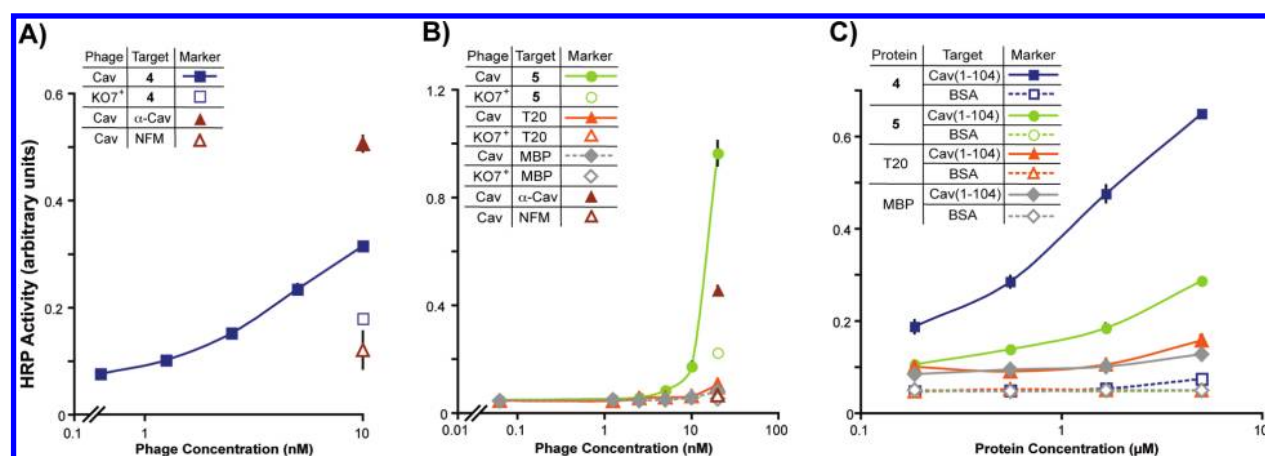 A)
Phage Target Marker
Cav 4
KO7+ 4
Cav α-Cav
Cav NFM
0.6
0.4
0.2
0
0.1 1 10
Phage Concentration (nM)
HRP Activity (arbitrary units)
B)
Phage Target Marker
Cav 5
KO7+ 5
Cav T20
KO7+ T20
Cav MBP
KO7+ MBP
Cav α-Cav
Cav NFM
1.2
0.8
0.4
0
0.01 0.1 1 10 100
Phage Concentration (nM)
C)
Protein Target Marker
4 Cav(1-104)
BSA
5 Cav(1-104)
BSA
T20 Cav(1-104)
BSA
MBP Cav(1-104)
BSA
0.6
0.4
0.2
0
0.1 1 10
Protein Concentration (µM)